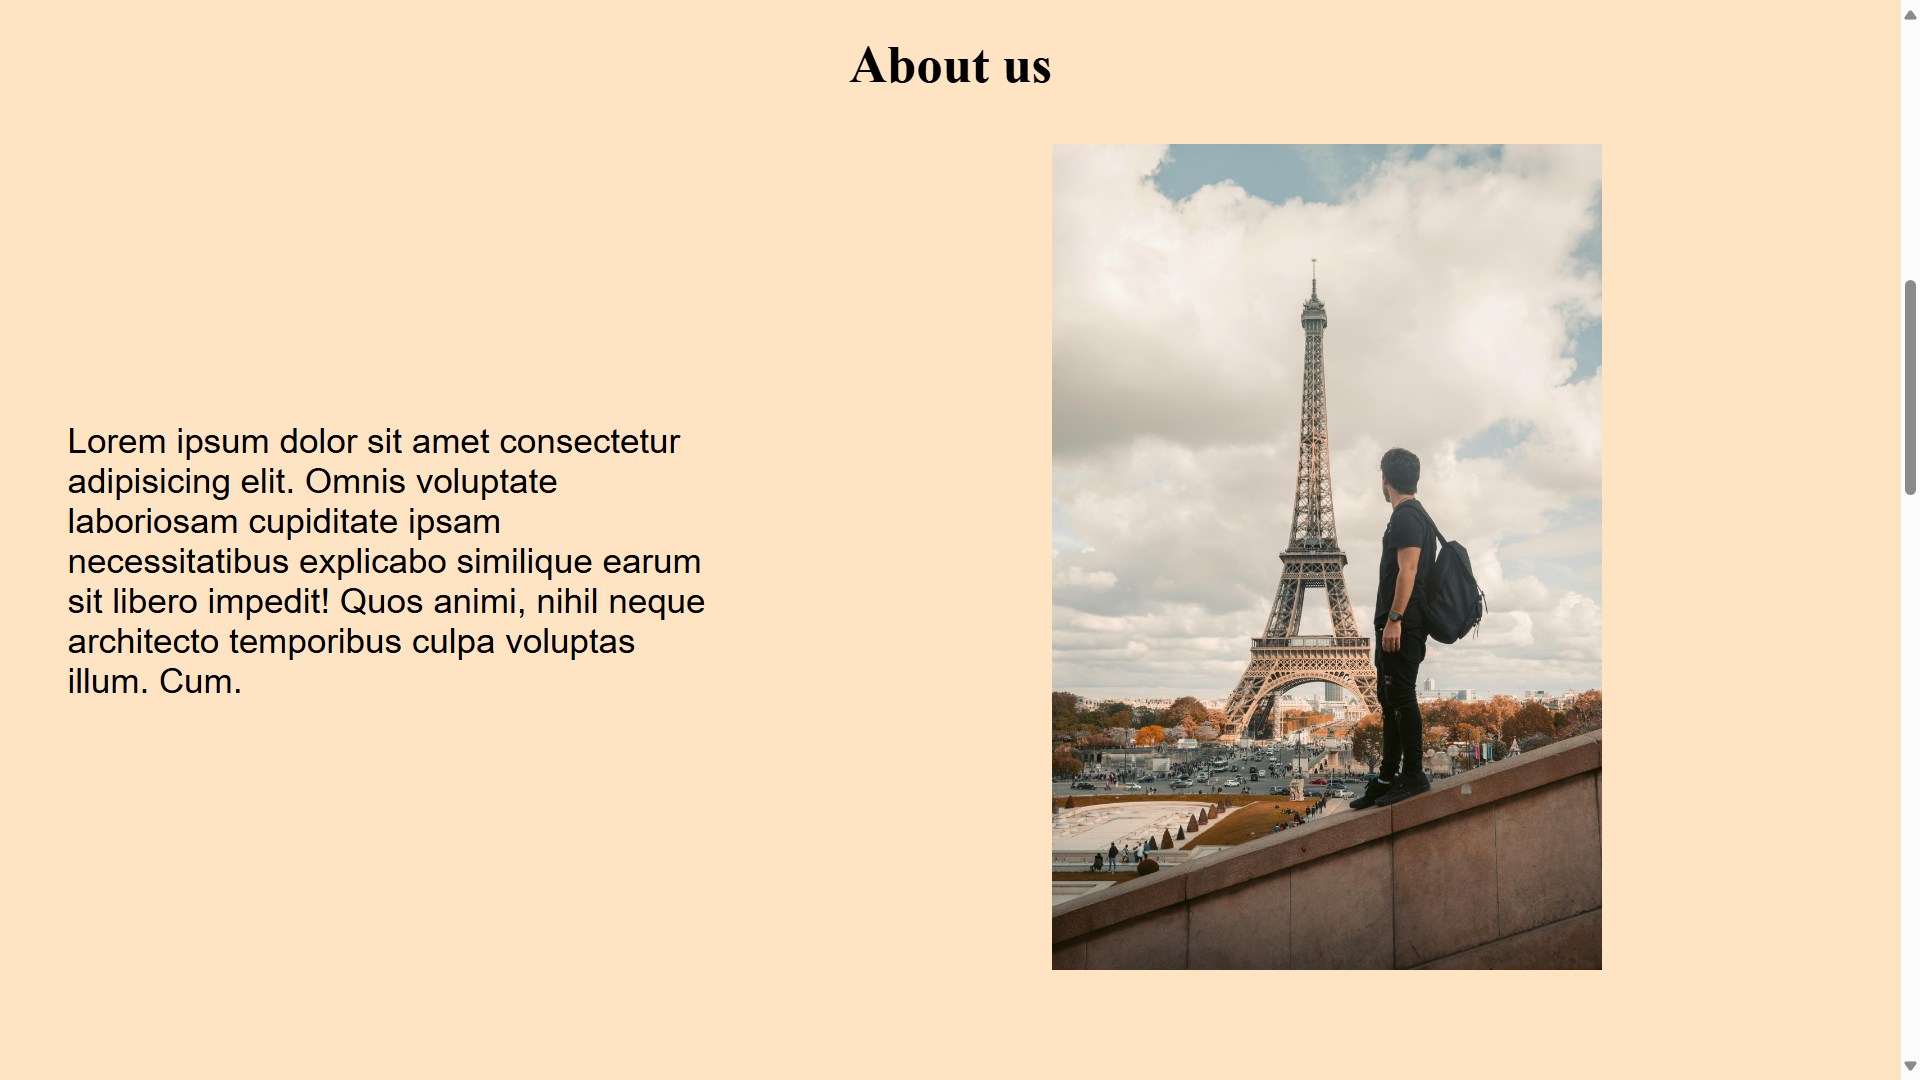 About us
Lorem ipsum dolor sit amet consectetur
adipisicing elit. Omnis voluptate
laboriosam cupiditate ipsam
necessitatibus explicabo similique earum
sit libero impedit! Quos animi, nihil neque
architecto temporibus culpa voluptas
illum. Cum.